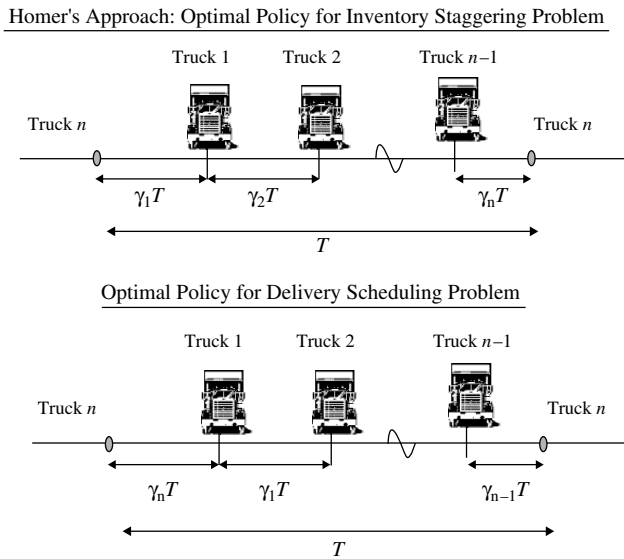 Homer's Approach: Optimal Policy for Inventory Staggering Problem
Truck 1 Truck 2 Truck n–1
Truck n Truck n
γ₁T γ₂T γₙT
T
Optimal Policy for Delivery Scheduling Problem
Truck 1 Truck 2 Truck n–1
Truck n Truck n
γₙT γ₁T γₙ₋₁T
T